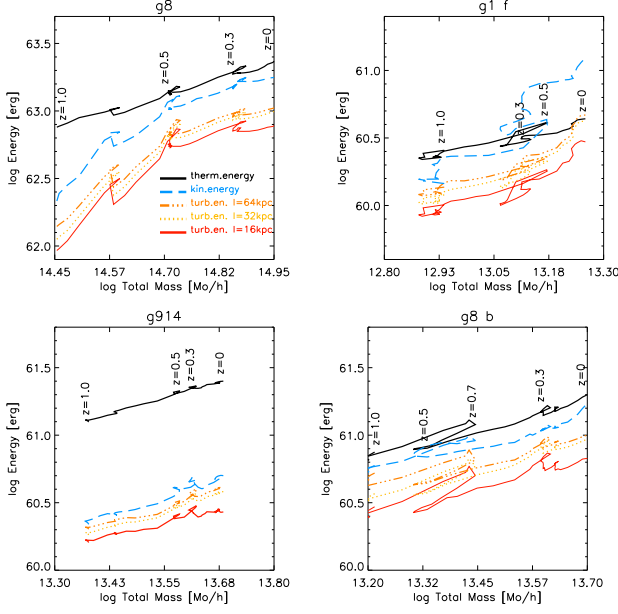 g8
63.5
63.0
62.5
62.0
log Energy [erg]
z=1.0
z=0.5
z=0.3
z=0
therm.energy
kin.energy
turb.en. l=64kpc
turb.en. l=32kpc
turb.en. l=16kpc
14.45 14.57 14.70 14.82 14.95
log Total Mass [Mo/h]
g1 f
61.0
60.5
60.0
log Energy [erg]
z=1.0
z=0.3
z=0.5
z=0
12.80 12.93 13.05 13.18 13.30
log Total Mass [Mo/h]
g914
61.5
61.0
60.5
60.0
log Energy [erg]
z=1.0
z=0.5
z=0.3
z=0
13.30 13.43 13.55 13.68 13.80
log Total Mass [Mo/h]
g8 b
61.5
61.0
60.5
60.0
log Energy [erg]
z=1.0
z=0.5
z=0.7
z=0.3
z=0
13.20 13.32 13.45 13.57 13.70
log Total Mass [Mo/h]